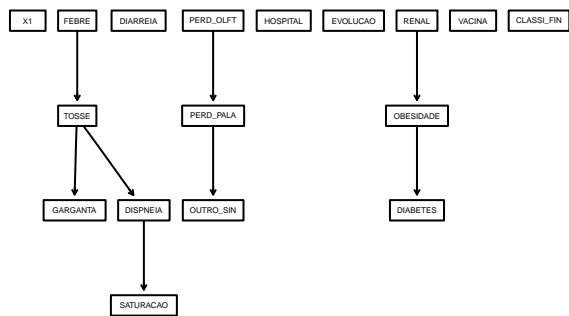 X1 FEBRE DIARREIA PERD_OLFT HOSPITAL EVOLUCAO RENAL VACINA CLASSI_FIN
TOSSE PERD_PALA OBESIDADE
GARGANTA DISPNEIA OUTRO_SIN DIABETES
SATURACAO